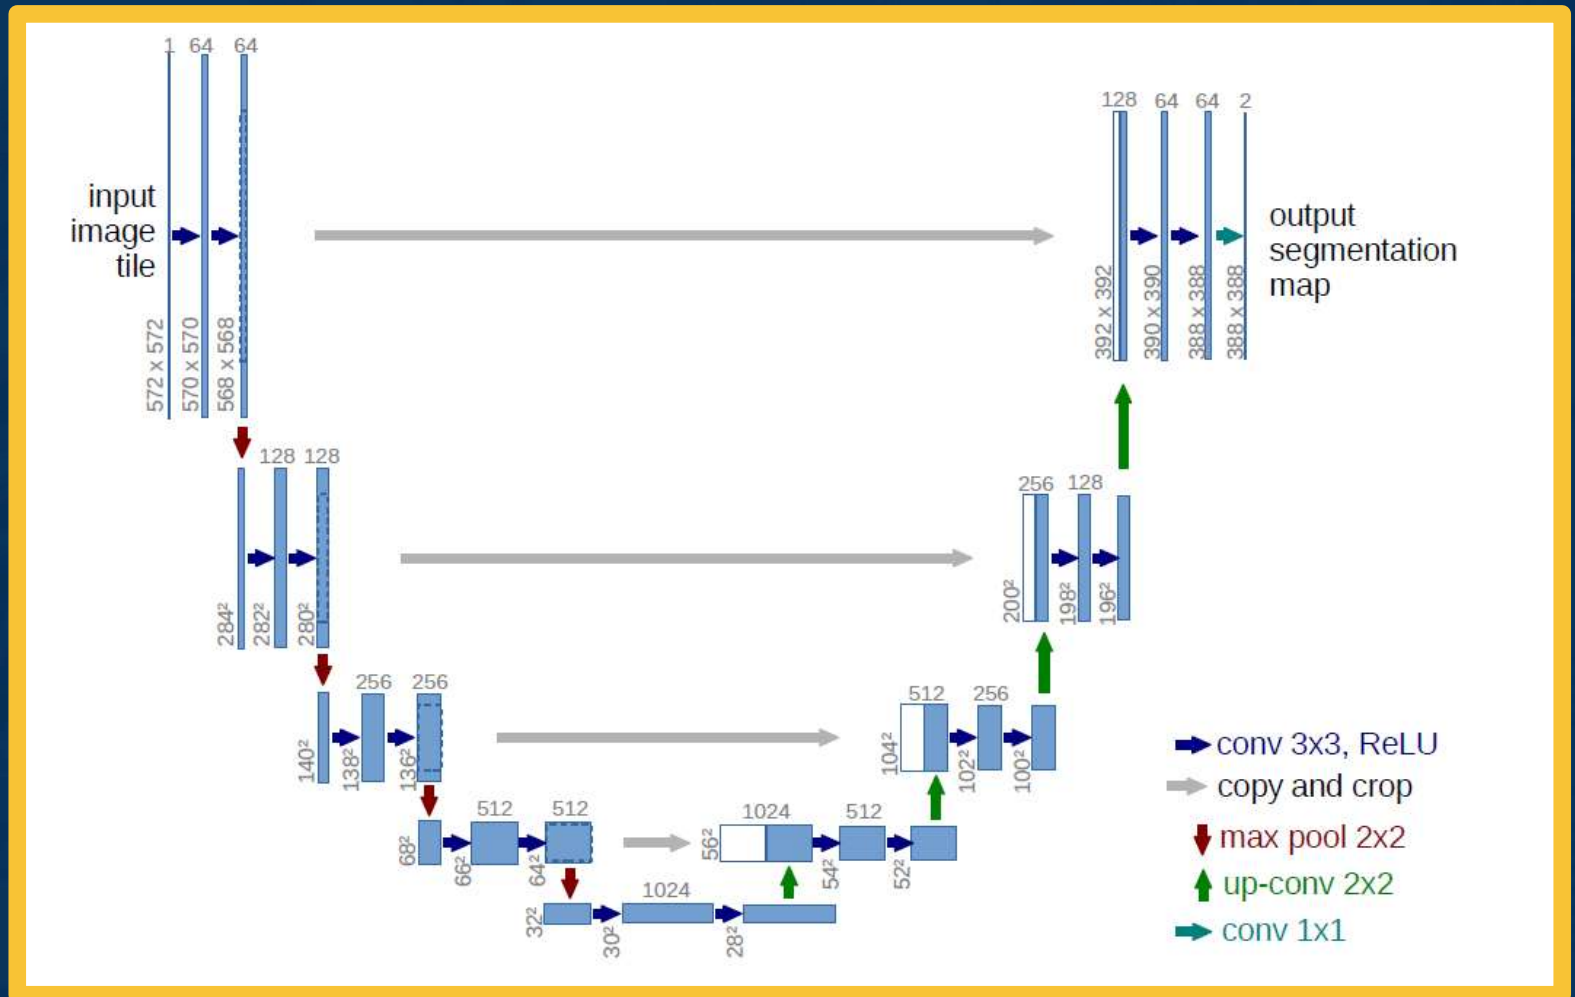 1 64 64
input
image
tile
572 x 572
570 x 570
568 x 568
128 64 64 2
392 x 392
390 x 390
388 x 388
388 x 388
output
segmentation
map
128 128
284²
282²
280²
256 128
200²
198²
196²
256 256
140²
138²
136²
512 256
104²
102²
100²
512 512
68²
66²
64²
1024 512
56²
54²
52²
1024
32²
30²
28²
conv 3x3, ReLU
copy and crop
max pool 2x2
up-conv 2x2
conv 1x1